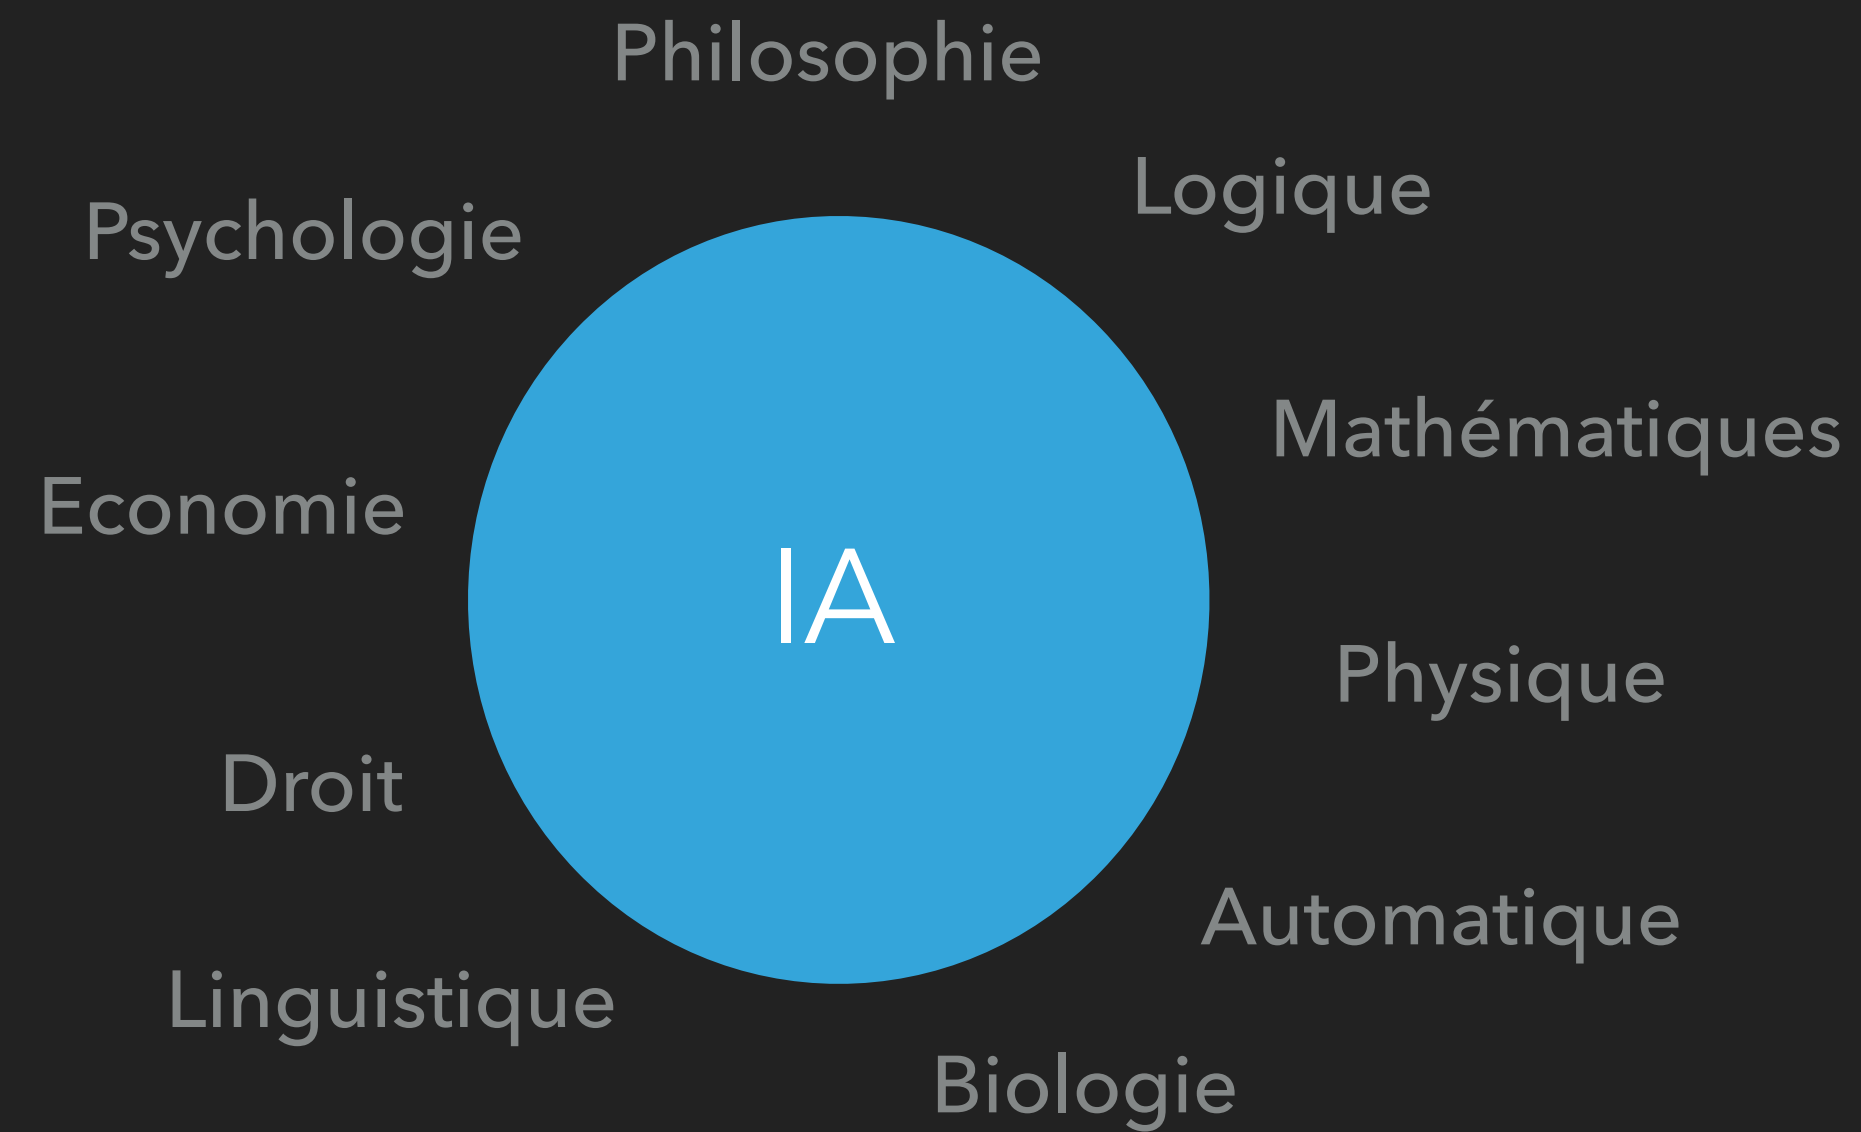 Philosophie
Logique
Psychologie
Mathématiques
Economie
IA
Physique
Droit
Automatique
Linguistique
Biologie